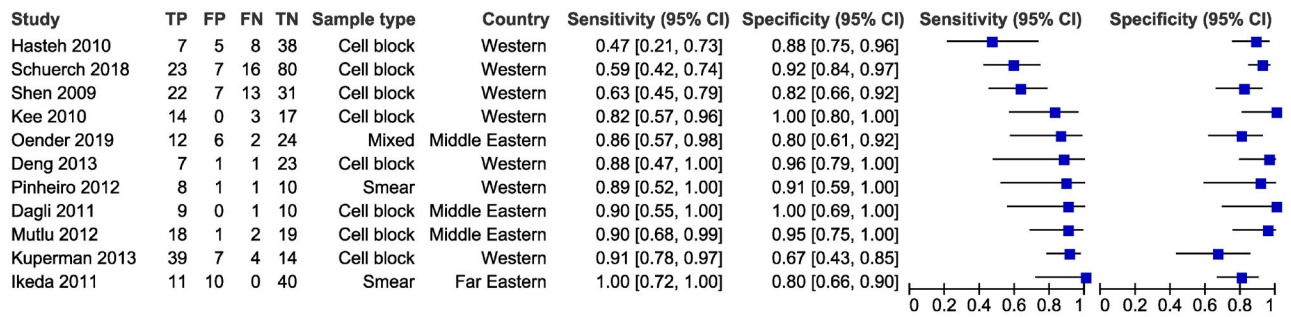 Study TP FP FN TN Sample type Country Sensitivity (95% CI) Specificity (95% CI) Sensitivity (95% CI) Specificity (95% CI)
Hasteh 2010 7 5 8 38 Cell block Western 0.47 [0.21, 0.73] 0.88 [0.75, 0.96]
Schuerch 2018 23 7 16 80 Cell block Western 0.59 [0.42, 0.74] 0.92 [0.84, 0.97]
Shen 2009 22 7 13 31 Cell block Western 0.63 [0.45, 0.79] 0.82 [0.66, 0.92]
Kee 2010 14 0 3 17 Cell block Western 0.82 [0.57, 0.96] 1.00 [0.80, 1.00]
Oender 2019 12 6 2 24 Mixed Middle Eastern 0.86 [0.57, 0.98] 0.80 [0.61, 0.92]
Deng 2013 7 1 1 23 Cell block Western 0.88 [0.47, 1.00] 0.96 [0.79, 1.00]
Pinheiro 2012 8 1 1 10 Smear Western 0.89 [0.52, 1.00] 0.91 [0.59, 1.00]
Dagli 2011 9 0 1 10 Cell block Middle Eastern 0.90 [0.55, 1.00] 1.00 [0.69, 1.00]
Mutlu 2012 18 1 2 19 Cell block Middle Eastern 0.90 [0.68, 0.99] 0.95 [0.75, 1.00]
Kuperman 2013 39 7 4 14 Cell block Western 0.91 [0.78, 0.97] 0.67 [0.43, 0.85]
Ikeda 2011 11 10 0 40 Smear Far Eastern 1.00 [0.72, 1.00] 0.80 [0.66, 0.90]
0 0.2 0.4 0.6 0.8 1 0 0.2 0.4 0.6 0.8 1